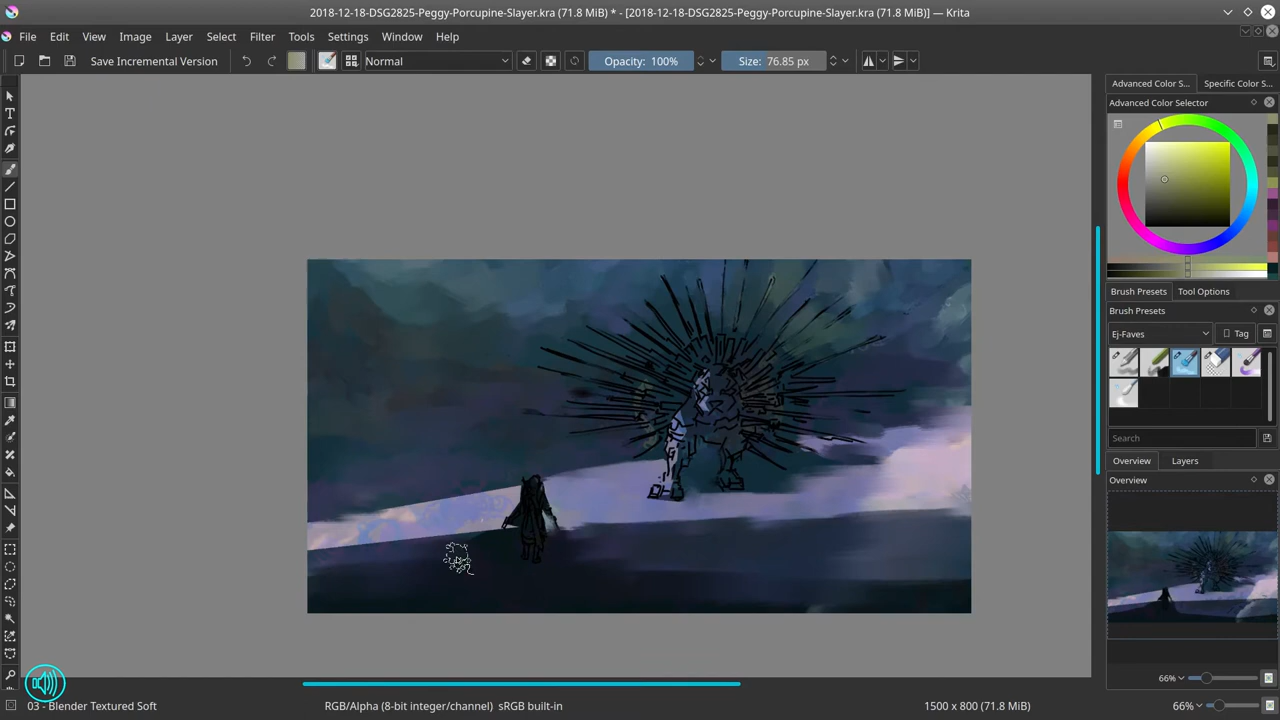 2018-12-18-DSG2825-Peggy-Porcupine-Slayer.kra (71.8 MiB) * - [2018-12-18-DSG2825-Peggy-Porcupine-Slayer.kra (71.8 MiB)] — Krita
File Edit View Image Layer Select Filter Tools Settings Window Help
Save Incremental Version Normal Opacity: 100% Size: 76.85 px
Advanced Color S... Specific Color S...
Advanced Color Selector
Brush Presets Tool Options
Brush Presets
Ej-Faves Tag
Search
Overview Layers
Overview
66%
03 - Blender Textured Soft RGB/Alpha (8-bit integer/channel) sRGB built-in 1500 x 800 (71.8 MiB) 66%